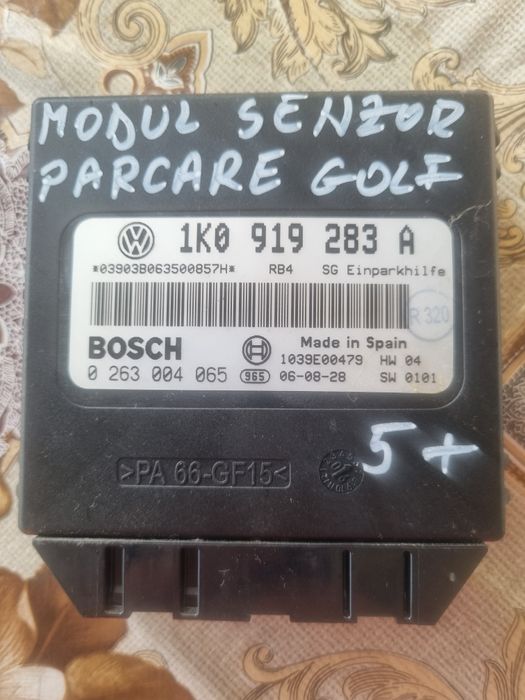 MODUL SENZOR
PARCARE GOLF
1K0 919 283 A
*03903B063500857H* RB4 SG Einparkhilfe
R 320
BOSCH
Made in Spain
1039E00479 HW 04
0 263 004 065 965 06-08-28 SW 0101
5+
>PA 66-GF15<